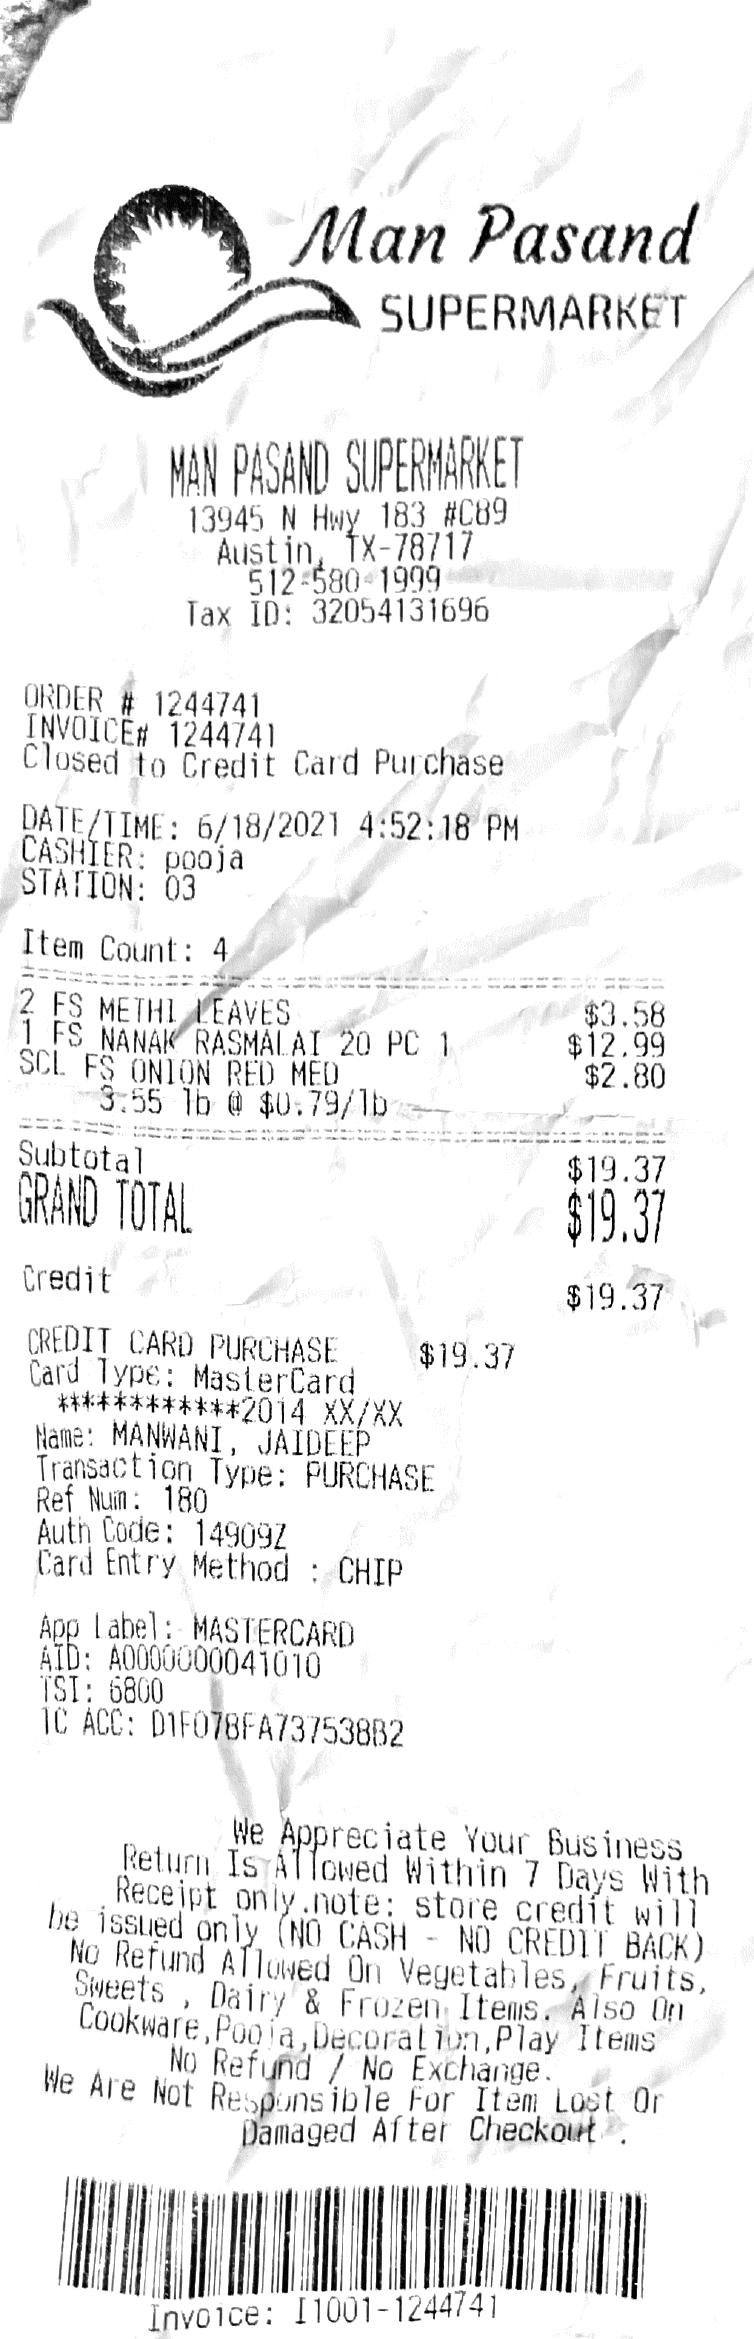 Man Pasand
SUPERMARKET
MAN PASAND SUPERMARKET
13945 N Hwy 183 #C89
Austin, TX-78717
512-580-1999
Tax ID: 32054131696
ORDER # 1244741
INVOICE# 1244741
Closed to Credit Card Purchase
DATE/TIME: 6/18/2021 4:52:18 PM
CASHIER: pooja
STATION: 03
Item Count: 4
2 FS METHI LEAVES $3.58
1 FS NANAK RASMALAI 20 PC 1 $12.99
SCL FS ONION RED MED $2.80
3.55 lb @ $0.79/lb
Subtotal $19.37
GRAND TOTAL $19.37
Credit $19.37
CREDIT CARD PURCHASE $19.37
Card Type: MasterCard
************2014 XX/XX
Name: MANWANI, JAIDEEP
Transaction Type: PURCHASE
Ref Num: 180
Auth Code: 14909Z
Card Entry Method : CHIP
App Label: MASTERCARD
AID: A0000000041010
TSI: 6800
TC ACC: D1F078FA737538B2
We Appreciate Your Business
Return Is Allowed Within 7 Days With
Receipt only.note: store credit will
be issued only (NO CASH - NO CREDIT BACK)
No Refund Allowed On Vegetables, Fruits,
Sweets , Dairy & Frozen Items. Also On
Cookware,Pooja,Decoration,Play Items
No Refund / No Exchange.
We Are Not Responsible For Item Lost Or
Damaged After Checkout .
Invoice: I1001-1244741